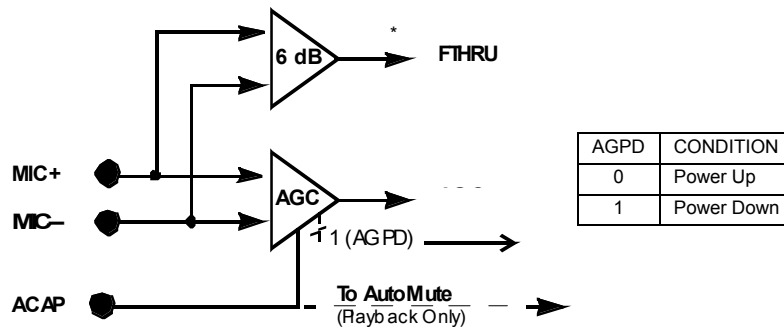 *
6 dB
FTHRU
MIC+
AGC
MIC–
1 (AGPD)
ACAP
To AutoMute
(Playback Only)
AGPD CONDITION
0 Power Up
1 Power Down